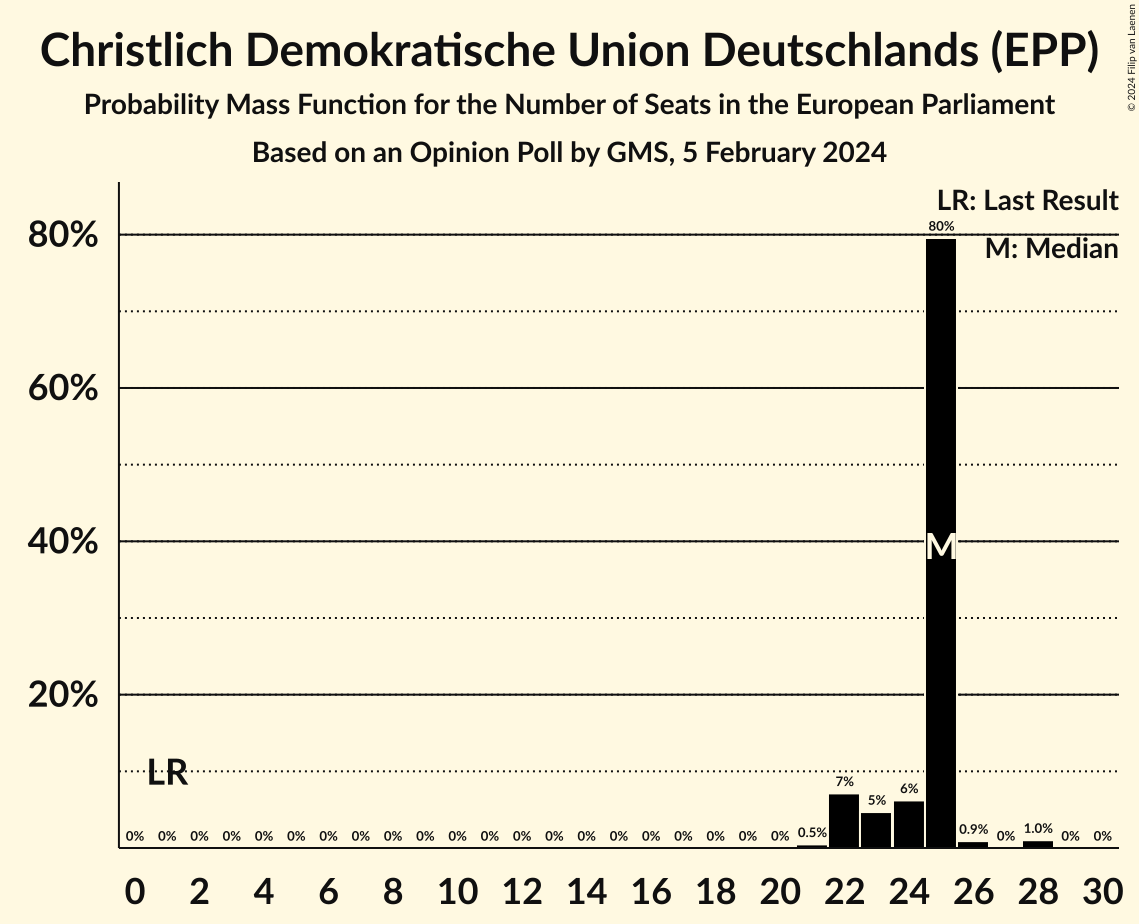 Christlich Demokratische Union Deutschlands (EPP)
Probability Mass Function for the Number of Seats in the European Parliament
Based on an Opinion Poll by GMS, 5 February 2024
© 2024 Filip van Laenen
LR: Last Result
M: Median
80%
60%
40%
20%
LR
M
0% 0% 0% 0% 0% 0% 0% 0% 0% 0% 0% 0% 0% 0% 0% 0% 0% 0% 0% 0% 0% 0.5% 7% 5% 6% 80% 0.9% 0% 1.0% 0% 0%
0 2 4 6 8 10 12 14 16 18 20 22 24 26 28 30